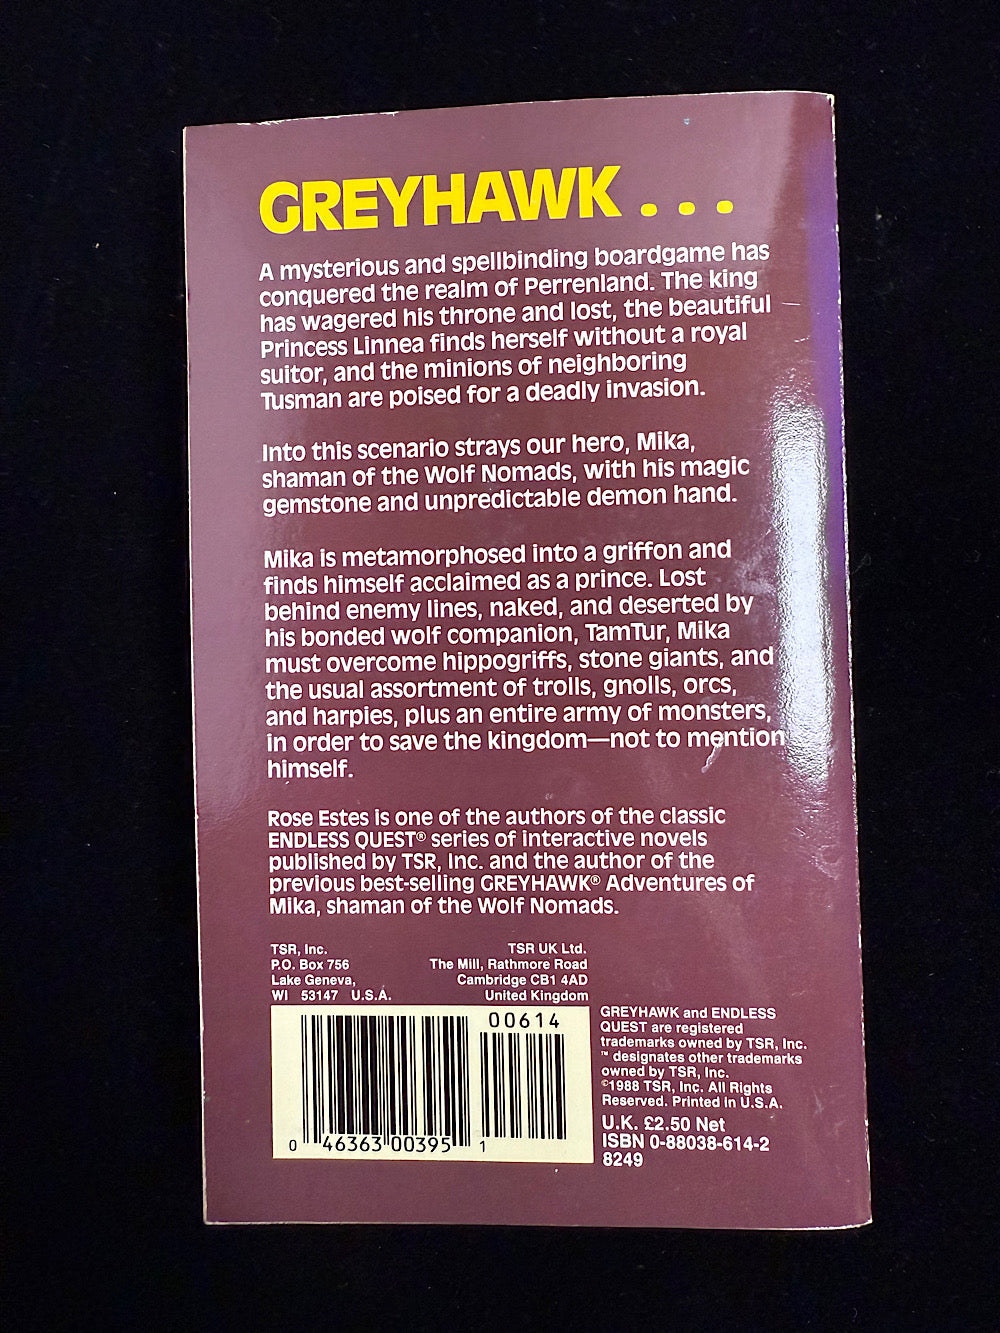 GREYHAWK . . .
A mysterious and spellbinding boardgame has
conquered the realm of Perrenland. The king
has wagered his throne and lost, the beautiful
Princess Linnea finds herself without a royal
suitor, and the minions of neighboring
Tusman are poised for a deadly invasion.
Into this scenario strays our hero, Mika,
shaman of the Wolf Nomads, with his magic
gemstone and unpredictable demon hand.
Mika is metamorphosed into a griffon and
finds himself acclaimed as a prince. Lost
behind enemy lines, naked, and deserted by
his bonded wolf companion, TamTur, Mika
must overcome hippogriffs, stone giants, and
the usual assortment of trolls, gnolls, orcs,
and harpies, plus an entire army of monsters,
in order to save the kingdom—not to mention
himself.
Rose Estes is one of the authors of the classic
ENDLESS QUEST® series of interactive novels
published by TSR, Inc. and the author of the
previous best-selling GREYHAWK® Adventures of
Mika, shaman of the Wolf Nomads.
TSR, Inc.
P.O. Box 756
Lake Geneva,
WI 53147 U.S.A.
TSR UK Ltd.
The Mill, Rathmore Road
Cambridge CB1 4AD
United Kingdom
00614
0 46363 00395 1
GREYHAWK and ENDLESS
QUEST are registered
trademarks owned by TSR, Inc.
™ designates other trademarks
owned by TSR, Inc.
©1988 TSR, Inc. All Rights
Reserved. Printed in U.S.A.
U.K. £2.50 Net
ISBN 0-88038-614-2
8249